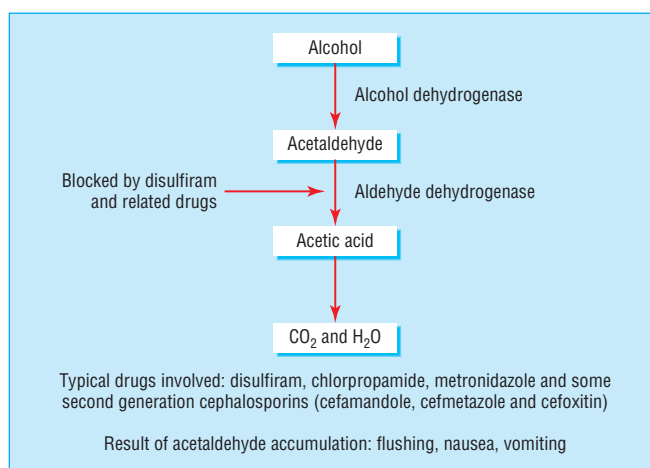 Alcohol
Alcohol dehydrogenase
Acetaldehyde
Blocked by disulfiram
and related drugs
Aldehyde dehydrogenase
Acetic acid
CO₂ and H₂O
Typical drugs involved: disulfiram, chlorpropamide, metronidazole and some
second generation cephalosporins (cefamandole, cefmetazole and cefoxitin)
Result of acetaldehyde accumulation: flushing, nausea, vomiting